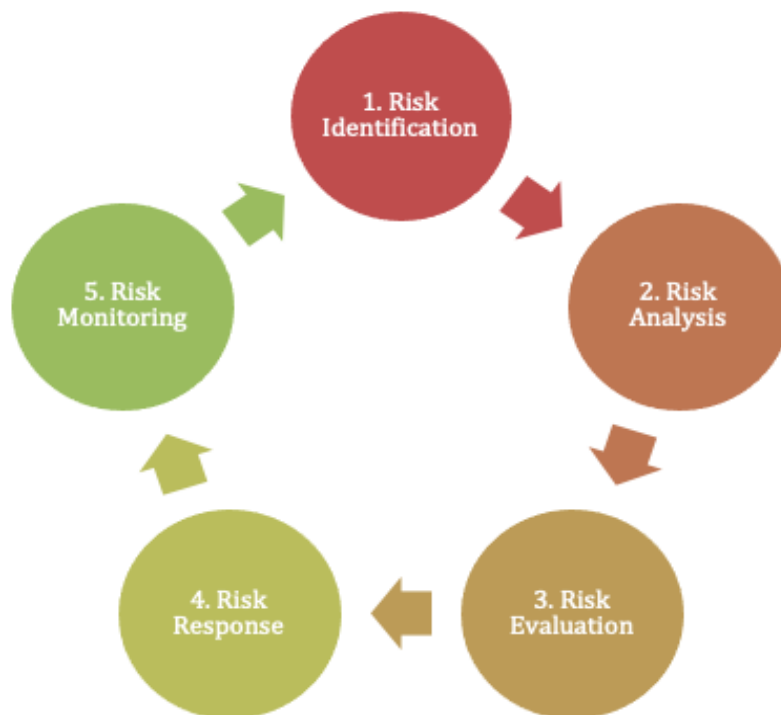 1. Risk
Identification
2. Risk
Analysis
3. Risk
Evaluation
4. Risk
Response
5. Risk
Monitoring